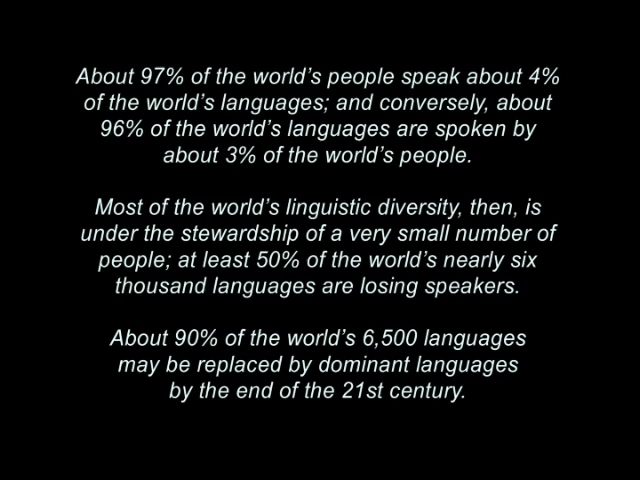 About 97% of the world’s people speak about 4%
of the world’s languages; and conversely, about
96% of the world’s languages are spoken by
about 3% of the world’s people.
Most of the world’s linguistic diversity, then, is
under the stewardship of a very small number of
people; at least 50% of the world’s nearly six
thousand languages are losing speakers.
About 90% of the world’s 6,500 languages
may be replaced by dominant languages
by the end of the 21st century.